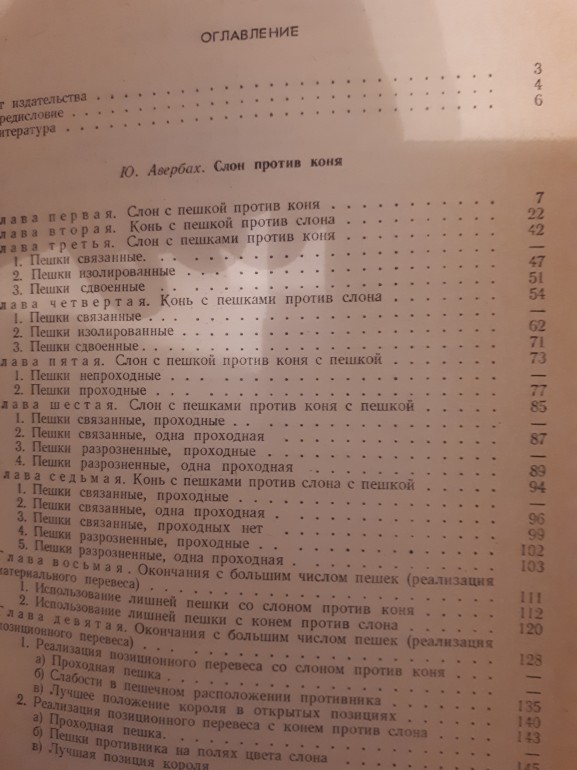 ОГЛАВЛЕНИЕ
т издательства . . . 3
редисловие . . . 4
итература . . . 6
Ю. Авербах. Слон против коня
лава первая. Слон с пешкой против коня . . . 7
лава вторая. Конь с пешкой против слона . . . 22
лава третья. Слон с пешками против коня . . . 42
1. Пешки связанные. . . . —
2. Пешки изолированные . . . 47
3. Пешки сдвоенные . . . 51
лава четвертая. Конь с пешками против слона . . . 54
1. Пешки связанные . . . —
2. Пешки изолированные . . . 62
3. Пешки сдвоенные . . . 71
лава пятая. Слон с пешкой против коня с пешкой . . . 73
1. Пешки непроходные . . . —
2. Пешки проходные . . . 77
лава шестая. Слон с пешками против коня с пешкой . . . 85
1. Пешки связанные, проходные . . . —
2. Пешки связанные, одна проходная . . . 87
3. Пешки разрозненные, проходные . . . —
4. Пешки разрозненные, одна проходная . . . 89
лава седьмая. Конь с пешками против слона с пешкой . . . 94
1. Пешки связанные, проходные . . . —
2. Пешки связанные, одна проходная . . . 96
3. Пешки связанные, проходных нет . . . 99
4. Пешки разрозненные, проходные . . . 102
5. Пешки разрозненные, одна проходная . . . 103
Глава восьмая. Окончания с большим числом пешек (реализация
материального перевеса) . . . 111
1. Использование лишней пешки со слоном против коня . . . 112
2. Использование лишней пешки с конем против слона . . . 120
Глава девятая. Окончания с большим числом пешек (реализация
позиционного перевеса) . . . 128
1. Реализация позиционного перевеса со слоном против коня . . . —
а) Проходная пешка . . . —
б) Слабости в пешечном расположении противника . . . 135
в) Лучшее положение короля в открытых позициях . . . 140
2. Реализация позиционного перевеса с конем против слона . . . 143
а) Проходная пешка. . . . —
б) Пешки противника на полях цвета слона . . . 145
в) Лучшая позиция короля